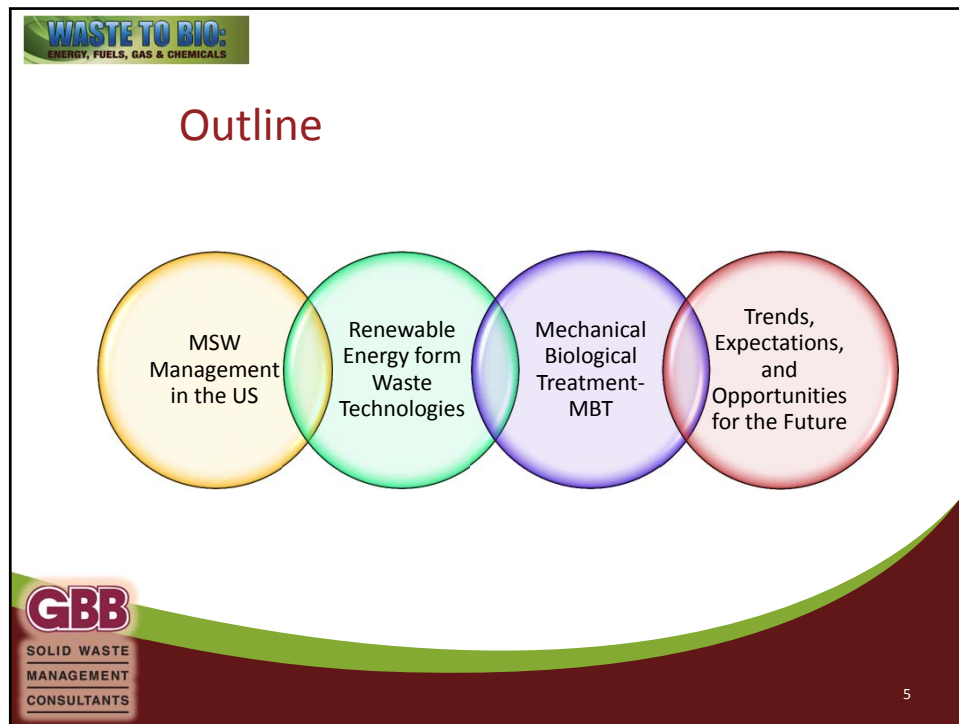 WASTE TO BIO:
ENERGY, FUELS, GAS & CHEMICALS
Outline
MSW
Management
in the US
Renewable
Energy form
Waste
Technologies
Mechanical
Biological
Treatment-
MBT
Trends,
Expectations,
and
Opportunities
for the Future
GBB
SOLID WASTE
MANAGEMENT
CONSULTANTS
5